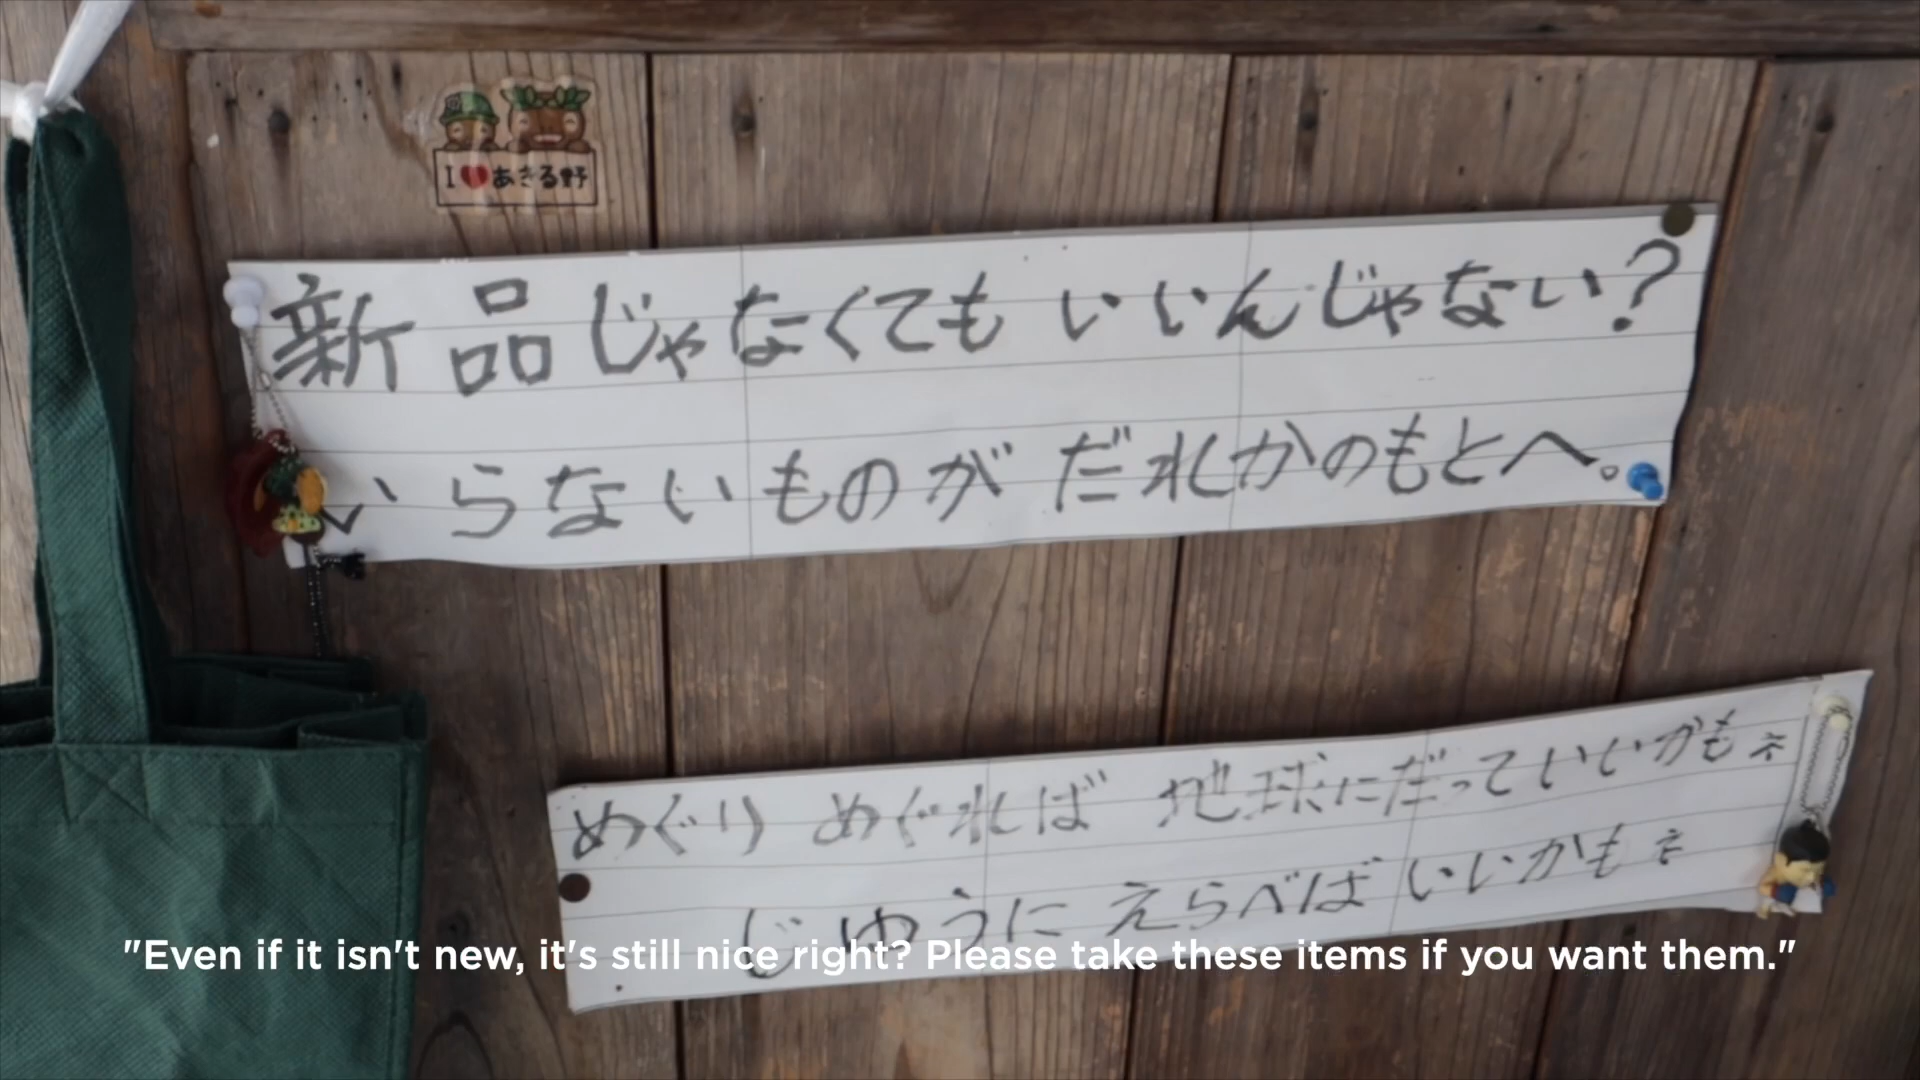 I❤あきる野
新品じゃなくてもいいんじゃない?
いらないものが だれかのもとへ。
めぐり めぐれば 地球にだっていいかもネ
じゆうに えらべば いいかもネ
"Even if it isn't new, it's still nice right? Please take these items if you want them."